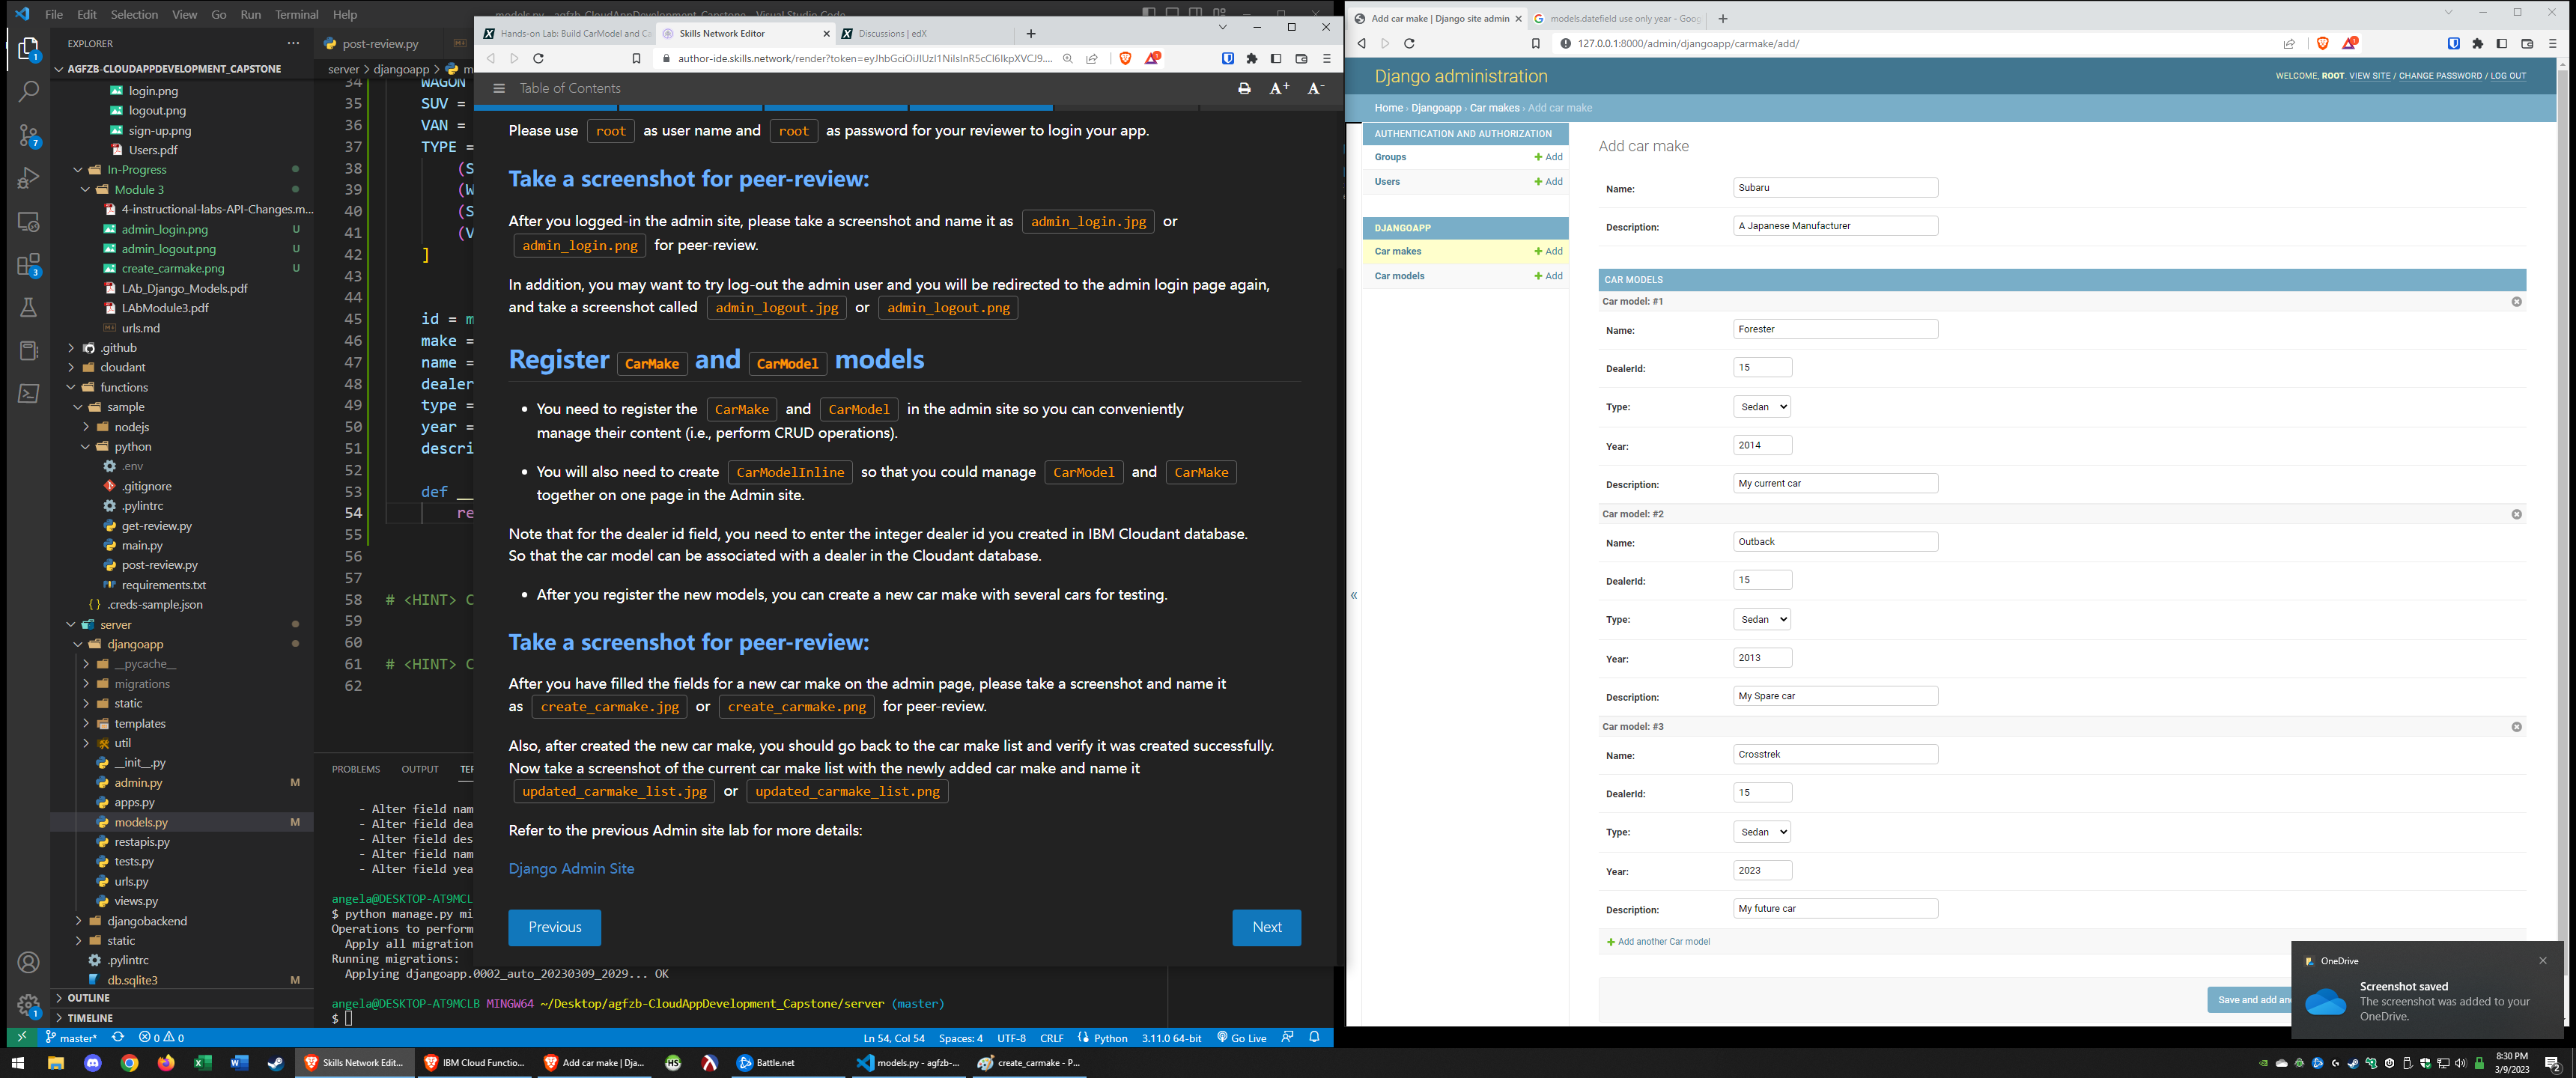 File Edit Selection View Go Run Terminal Help
EXPLORER
AGFZB-CLOUDAPPDEVELOPMENT_CAPSTONE
login.png
logout.png
sign-up.png
Users.pdf
In-Progress
Module 3
4-instructional-labs-API-Changes.m...
admin_login.png U
admin_logout.png U
create_carmake.png U
LAb_Django_Models.pdf
LAbModule3.pdf
urls.md
.github
cloudant
functions
sample
nodejs
python
.env
.gitignore
.pylintrc
get-review.py
main.py
post-review.py
requirements.txt
.creds-sample.json
server
djangoapp
__pycache__
migrations
static
templates
util
__init__.py
admin.py M
apps.py
models.py M
restapis.py
tests.py
urls.py
views.py
djangobackend
static
.pylintrc
db.sqlite3 M
OUTLINE
TIMELINE
post-review.py
server > djangoapp > m
34 WAGON
35 SUV =
36 VAN =
37 TYPE =
38 (S
39 (W
40 (S
41 (V
42 ]
43
44
45 id = m
46 make =
47 name =
48 dealer
49 type =
50 year =
51 descri
52
53 def __
54 re
55
56
57
58 # <HINT> C
59
60
61 # <HINT> C
62
PROBLEMS OUTPUT TER
- Alter field nam
- Alter field dea
- Alter field des
- Alter field nam
- Alter field yea
angela@DESKTOP-AT9MCL
$ python manage.py mi
Operations to perform
Apply all migration
Running migrations:
Applying djangoapp.0002_auto_20230309_2029... OK
angela@DESKTOP-AT9MCLB MINGW64 ~/Desktop/agfzb-CloudAppDevelopment_Capstone/server (master)
$
master* 0 0
Ln 54, Col 54 Spaces: 4 UTF-8 CRLF Python 3.11.0 64-bit Go Live
Hands-on Lab: Build CarModel and Ca
Skills Network Editor
Discussions | edX
author-ide.skills.network/render?token=eyJhbGciOiJIUzI1NiIsInR5cCI6IkpXVCJ9....
Table of Contents
A+ A-
Please use root as user name and root as password for your reviewer to login your app.
Take a screenshot for peer-review:
After you logged-in the admin site, please take a screenshot and name it as admin_login.jpg or
admin_login.png for peer-review.
In addition, you may want to try log-out the admin user and you will be redirected to the admin login page again,
and take a screenshot called admin_logout.jpg or admin_logout.png
Register CarMake and CarModel models
• You need to register the CarMake and CarModel in the admin site so you can conveniently
manage their content (i.e., perform CRUD operations).
• You will also need to create CarModelInline so that you could manage CarModel and CarMake
together on one page in the Admin site.
Note that for the dealer id field, you need to enter the integer dealer id you created in IBM Cloudant database.
So that the car model can be associated with a dealer in the Cloudant database.
• After you register the new models, you can create a new car make with several cars for testing.
Take a screenshot for peer-review:
After you have filled the fields for a new car make on the admin page, please take a screenshot and name it
as create_carmake.jpg or create_carmake.png for peer-review.
Also, after created the new car make, you should go back to the car make list and verify it was created successfully.
Now take a screenshot of the current car make list with the newly added car make and name it
updated_carmake_list.jpg or updated_carmake_list.png
Refer to the previous Admin site lab for more details:
Django Admin Site
Previous Next
Add car make | Django site admin
models.datefield use only year - Goog
127.0.0.1:8000/admin/djangoapp/carmake/add/
Django administration
WELCOME, ROOT. VIEW SITE / CHANGE PASSWORD / LOG OUT
Home › Djangoapp › Car makes › Add car make
AUTHENTICATION AND AUTHORIZATION
Groups Add
Users Add
DJANGOAPP
Car makes Add
Car models Add
«
Add car make
Name: Subaru
Description: A Japanese Manufacturer
CAR MODELS
Car model: #1
Name: Forester
DealerId: 15
Type: Sedan
Year: 2014
Description: My current car
Car model: #2
Name: Outback
DealerId: 15
Type: Sedan
Year: 2013
Description: My Spare car
Car model: #3
Name: Crosstrek
DealerId: 15
Type: Sedan
Year: 2023
Description: My future car
Add another Car model
Save and add an
OneDrive
Screenshot saved
The screenshot was added to your
OneDrive.
Skills Network Edit...
IBM Cloud Functio...
Add car make | Dja...
Battle.net
models.py - agfzb-...
create_carmake - P...
8:30 PM
3/9/2023